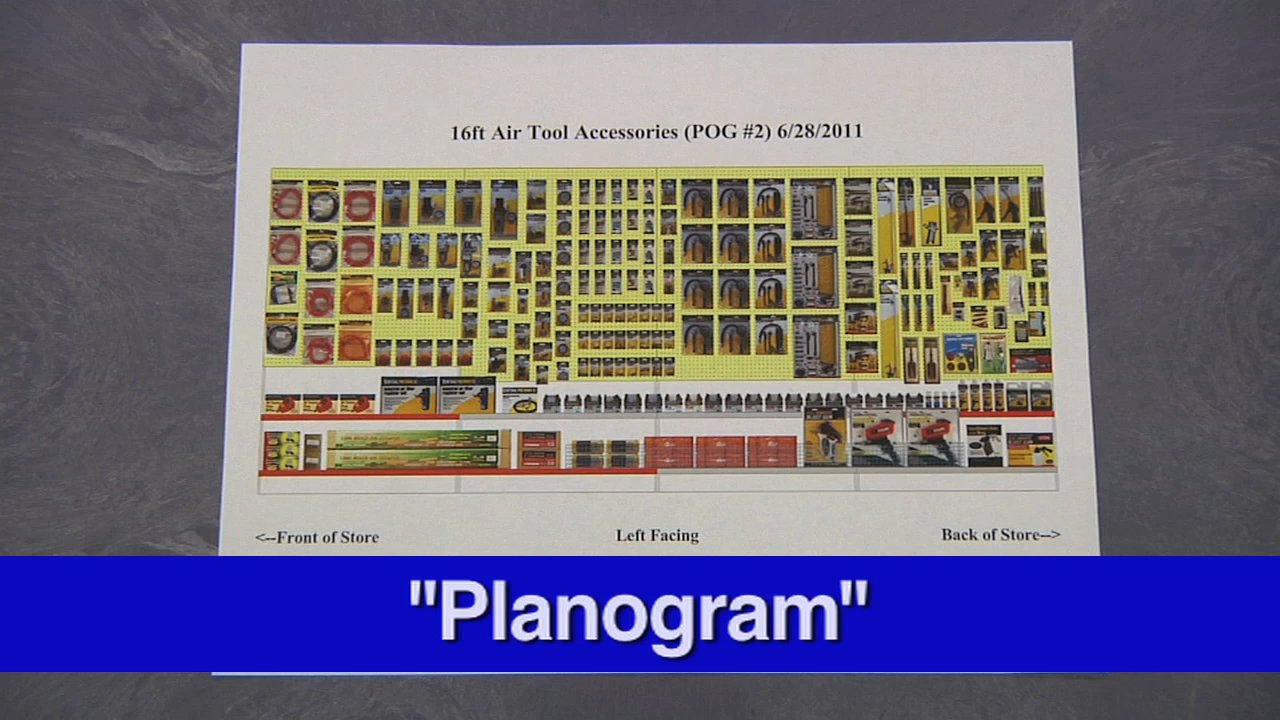 16ft Air Tool Accessories (POG #2) 6/28/2011
<--Front of Store
Left Facing
Back of Store-->
"Planogram"